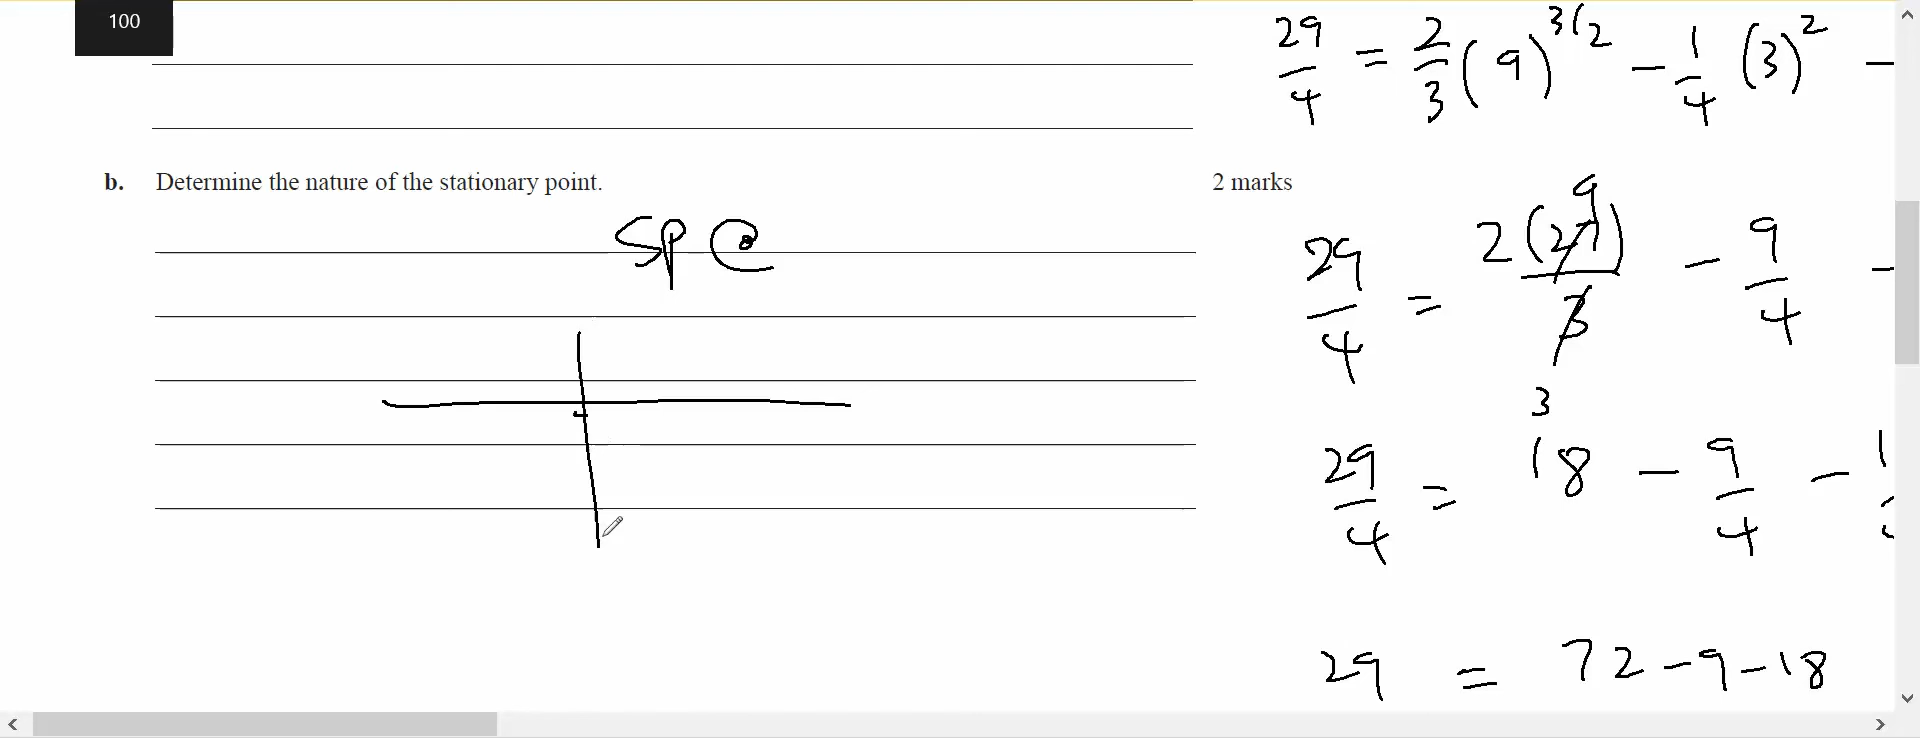 100
29/4 = 2/3 (9)^3/2 - 1/4 (3)^2 -
b. Determine the nature of the stationary point.
2 marks
SP @
29/4 = 2(27)/3 9 - 9/4 -
3
29/4 = 18 - 9/4 -
29 = 72 - 9 - 18